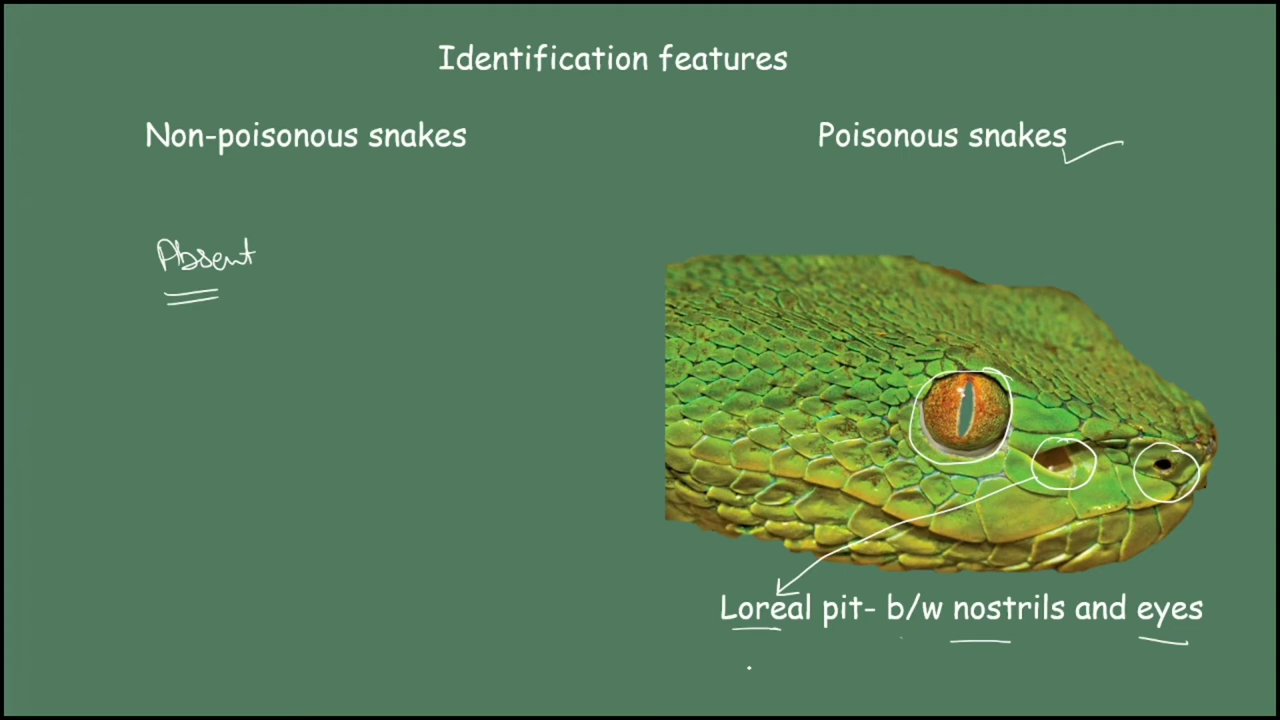 Identification features
Non-poisonous snakes
Poisonous snakes
Absent
Loreal pit- b/w nostrils and eyes